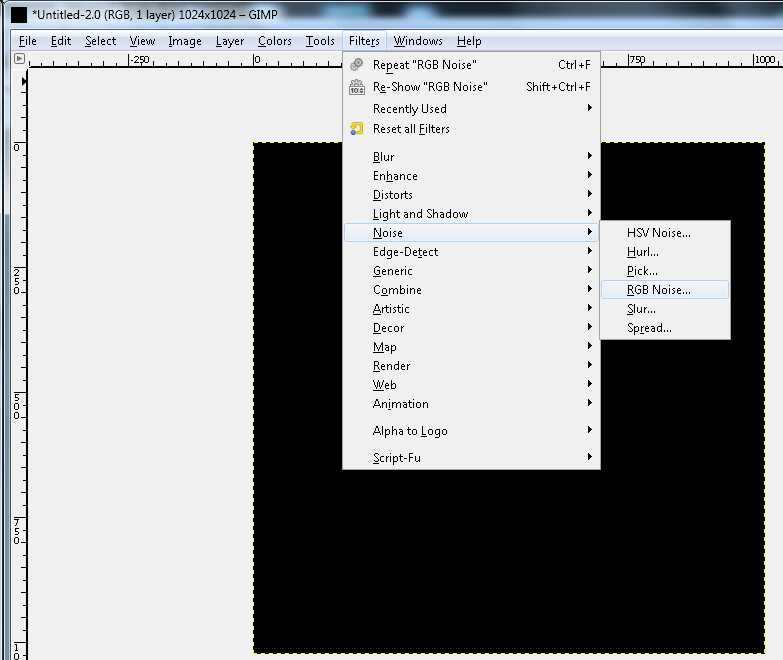 *Untitled-2.0 (RGB, 1 layer) 1024x1024 – GIMP
File Edit Select View Image Layer Colors Tools Filters Windows Help
-250 0 750 1000
Repeat "RGB Noise" Ctrl+F
Re-Show "RGB Noise" Shift+Ctrl+F
Recently Used
Reset all Filters
Blur
Enhance
Distorts
Light and Shadow
Noise
Edge-Detect
Generic
Combine
Artistic
Decor
Map
Render
Web
Animation
Alpha to Logo
Script-Fu
HSV Noise...
Hurl...
Pick...
RGB Noise...
Slur...
Spread...
0
250
500
750
10